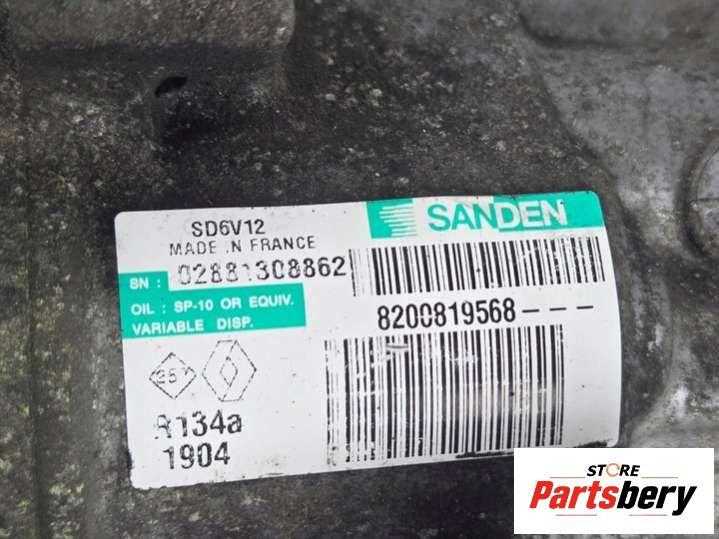 SD6V12
MADE IN FRANCE
SANDEN
SN : 02881308862
OIL : SP-10 OR EQUIV.
VARIABLE DISP.
8200819568---
R134a
1904
STORE
Partsbery